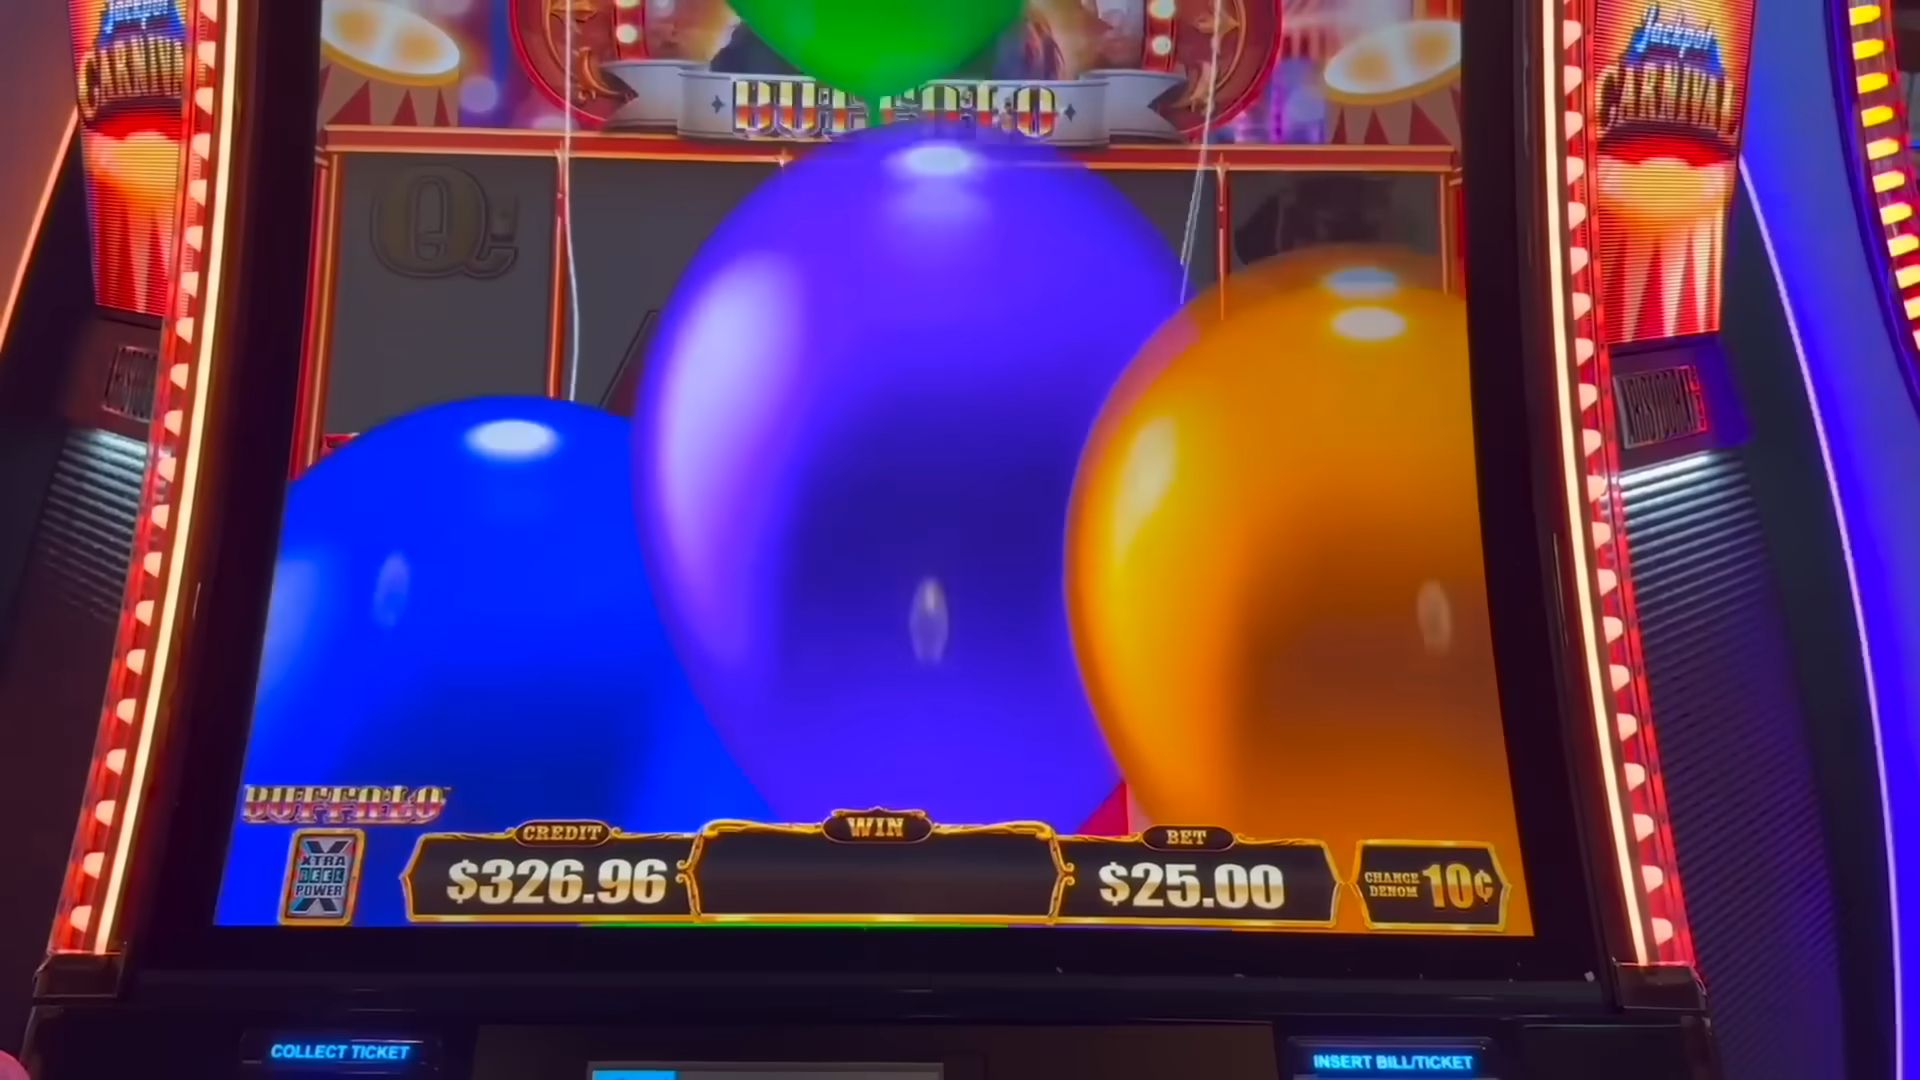 Jackpot
CARNIVAL
Jackpot
CARNIVAL
BUFFALO
Q
ARISTOCRAT
BUFFALO
XTRA
REEL
POWER
CREDIT
$326.96
WIN
BET
$25.00
CHANGE
DENOM
10¢
COLLECT TICKET
INSERT BILL/TICKET